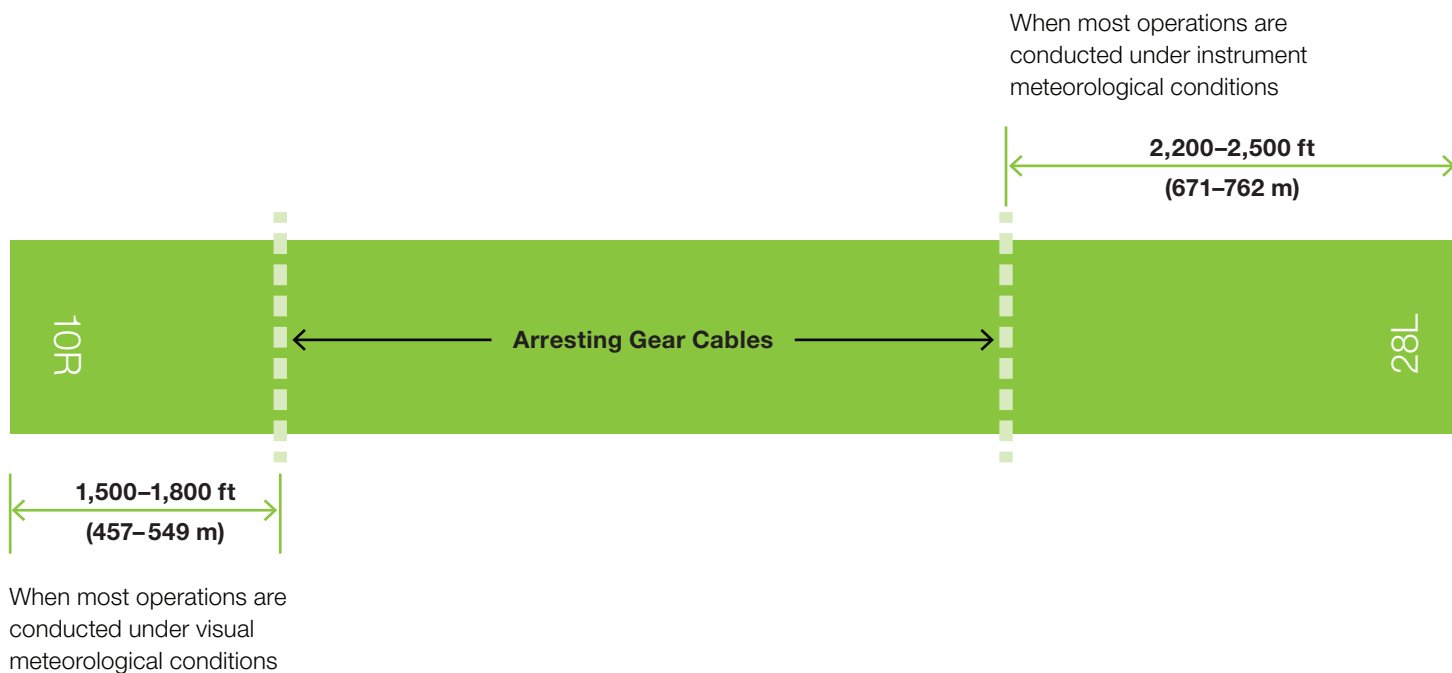 When most operations are
conducted under instrument
meteorological conditions
2,200–2,500 ft
(671–762 m)
10R
Arresting Gear Cables
28L
1,500–1,800 ft
(457–549 m)
When most operations are
conducted under visual
meteorological conditions